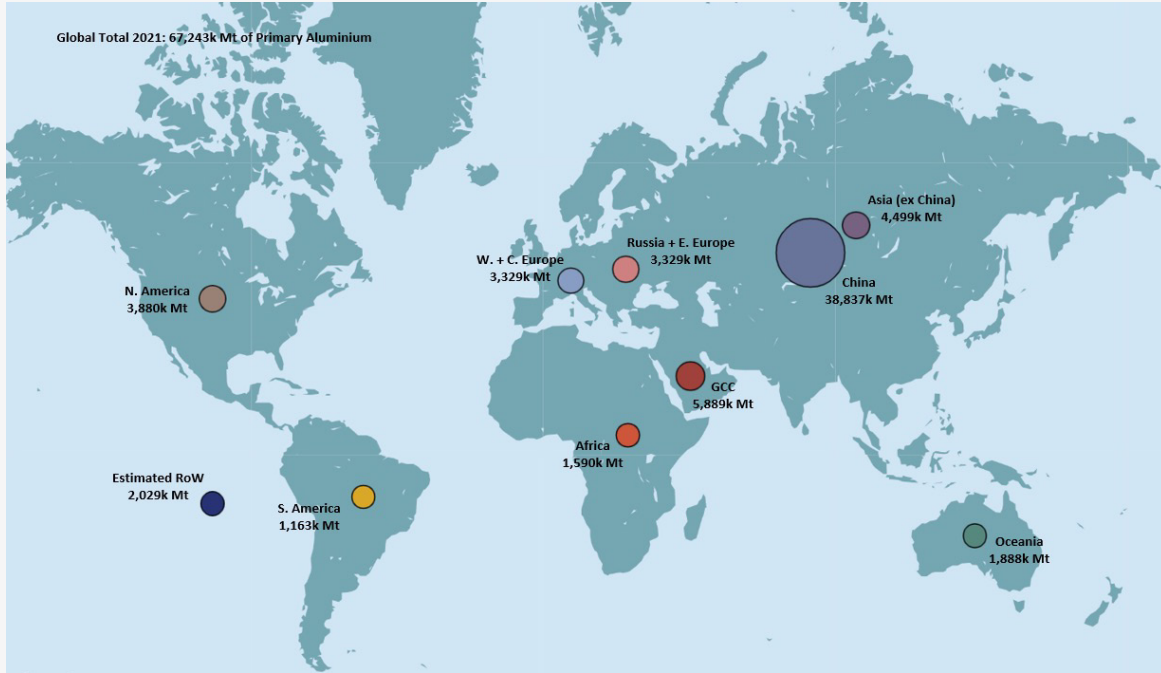 Global Total 2021: 67,243k Mt of Primary Aluminium
Asia (ex China)
4,499k Mt
Russia + E. Europe
3,329k Mt
W. + C. Europe
3,329k Mt
China
38,837k Mt
N. America
3,880k Mt
GCC
5,889k Mt
Africa
1,590k Mt
Estimated RoW
2,029k Mt
S. America
1,163k Mt
Oceania
1,888k Mt